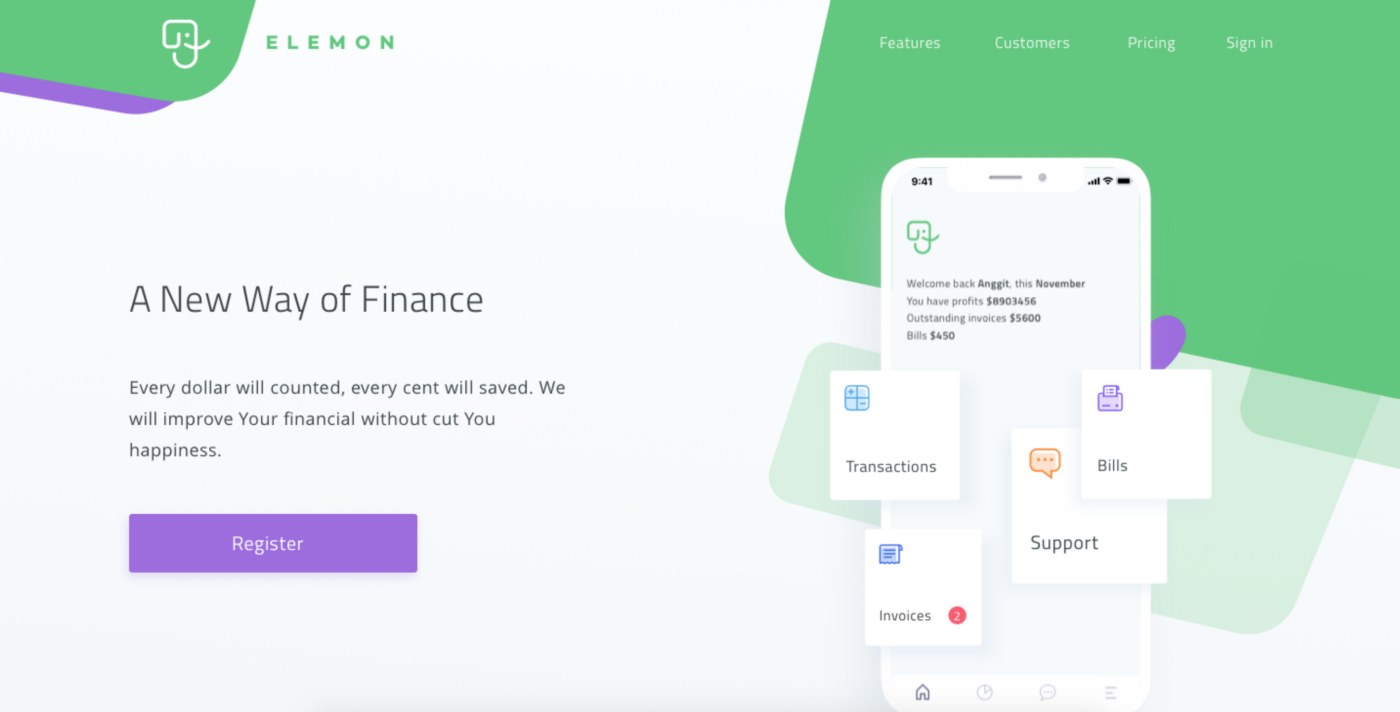 ELEMON
Features Customers Pricing Sign in
A New Way of Finance
Every dollar will counted, every cent will saved. We
will improve Your financial without cut You
happiness.
Register
9:41
Welcome back Anggit, this November
You have profits $8903456
Outstanding invoices $5600
Bills $450
Transactions
Bills
Support
Invoices 2